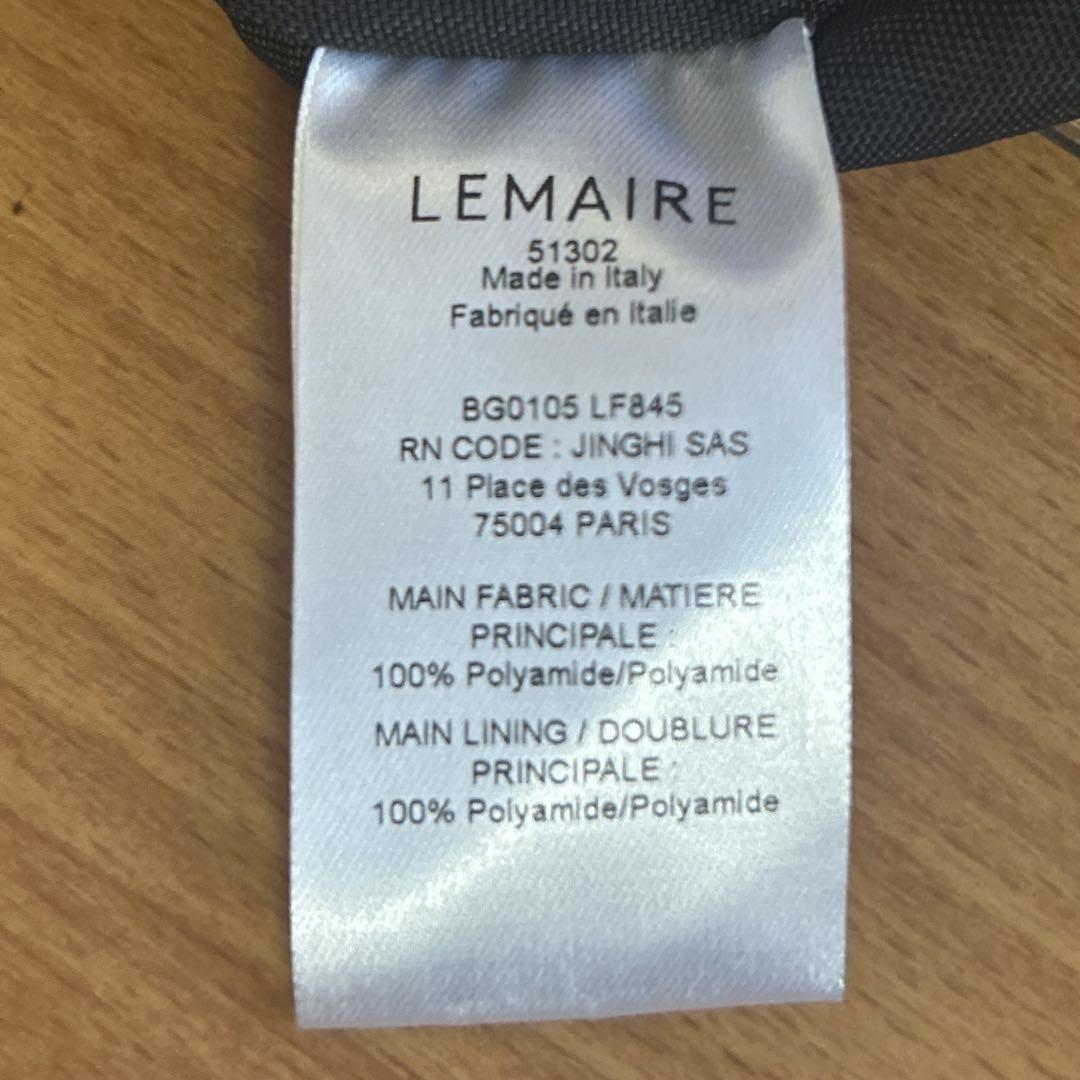 LEMAIRE
51302
Made in Italy
Fabriqué en Italie
BG0105 LF845
RN CODE : JINGHI SAS
11 Place des Vosges
75004 PARIS
MAIN FABRIC / MATIERE
PRINCIPALE :
100% Polyamide/Polyamide
MAIN LINING / DOUBLURE
PRINCIPALE :
100% Polyamide/Polyamide